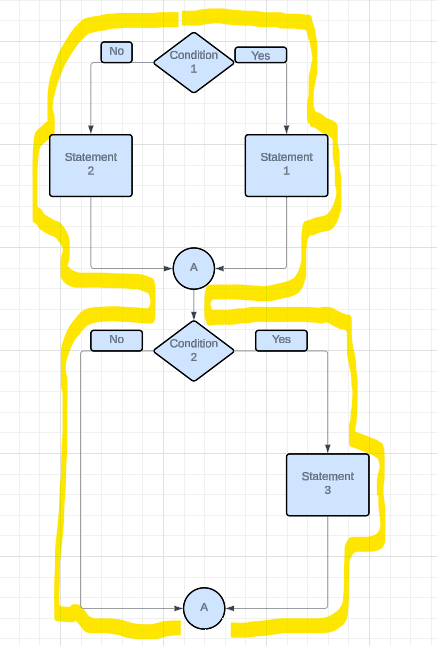 No
Condition
1
Yes
Statement
2
Statement
1
A
No
Condition
2
Yes
Statement
3
A